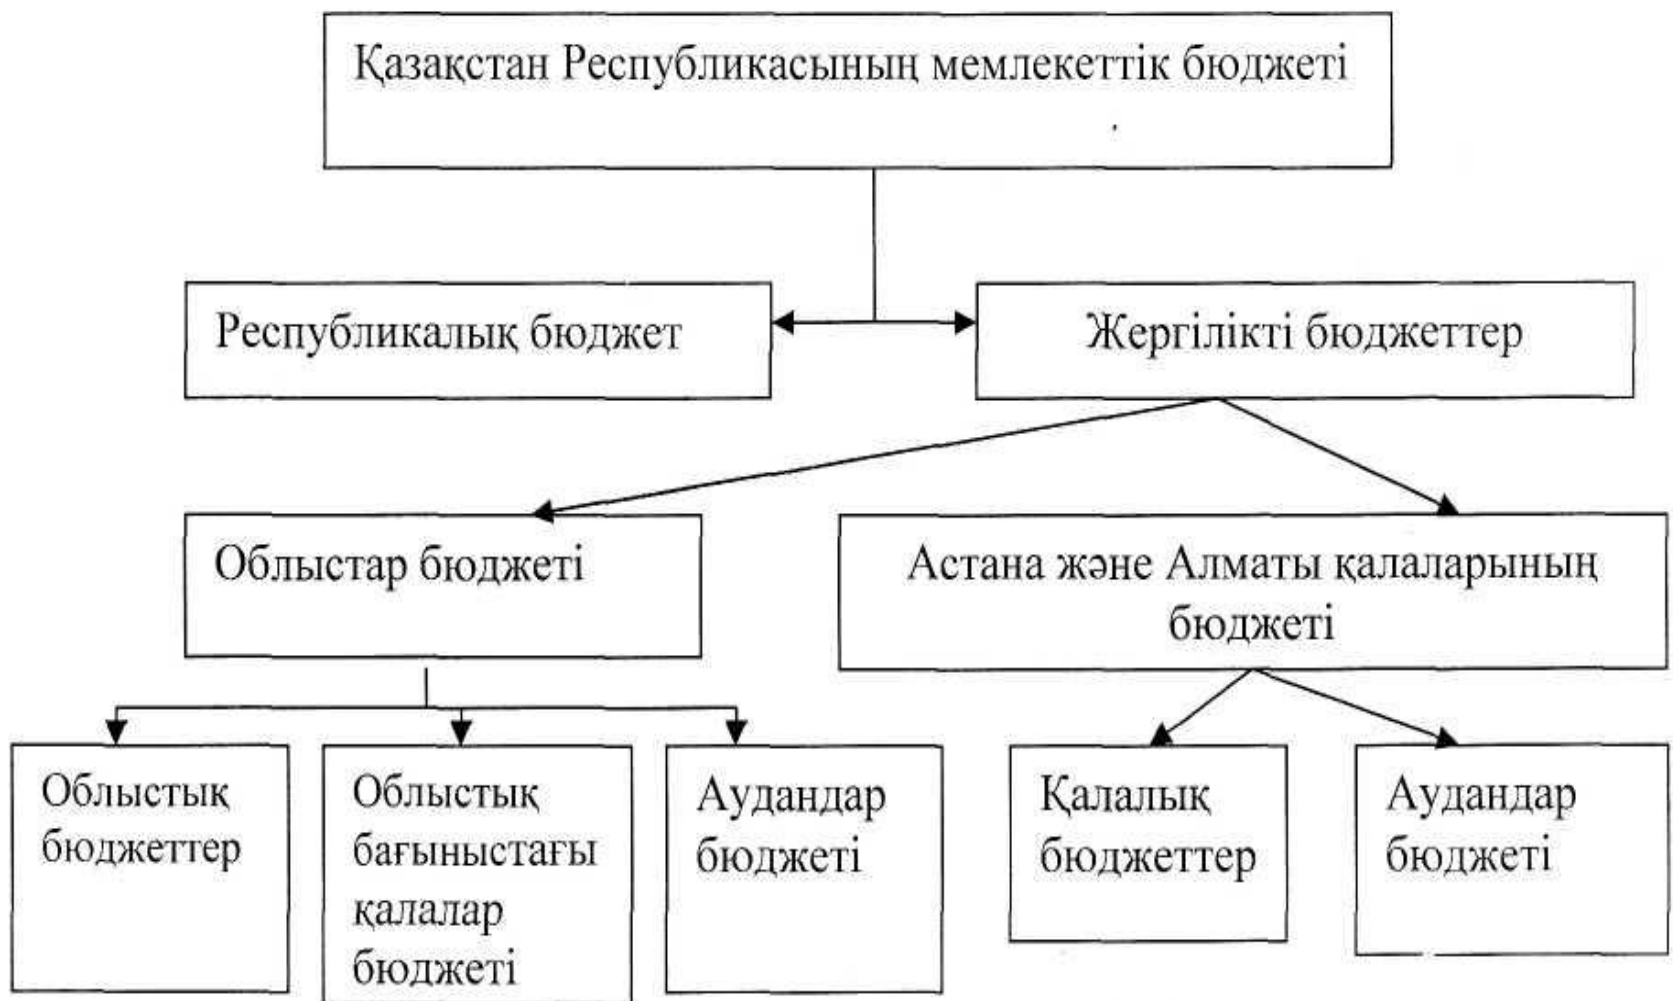 Қазақстан Республикасының мемлекеттік бюджеті
Республикалық бюджет
Жергілікті бюджеттер
Облыстар бюджеті
Астана және Алматы қалаларының
бюджеті
Облыстық
бюджеттер
Облыстық
бағыныстағы
қалалар
бюджеті
Аудандар
бюджеті
Қалалық
бюджеттер
Аудандар
бюджеті